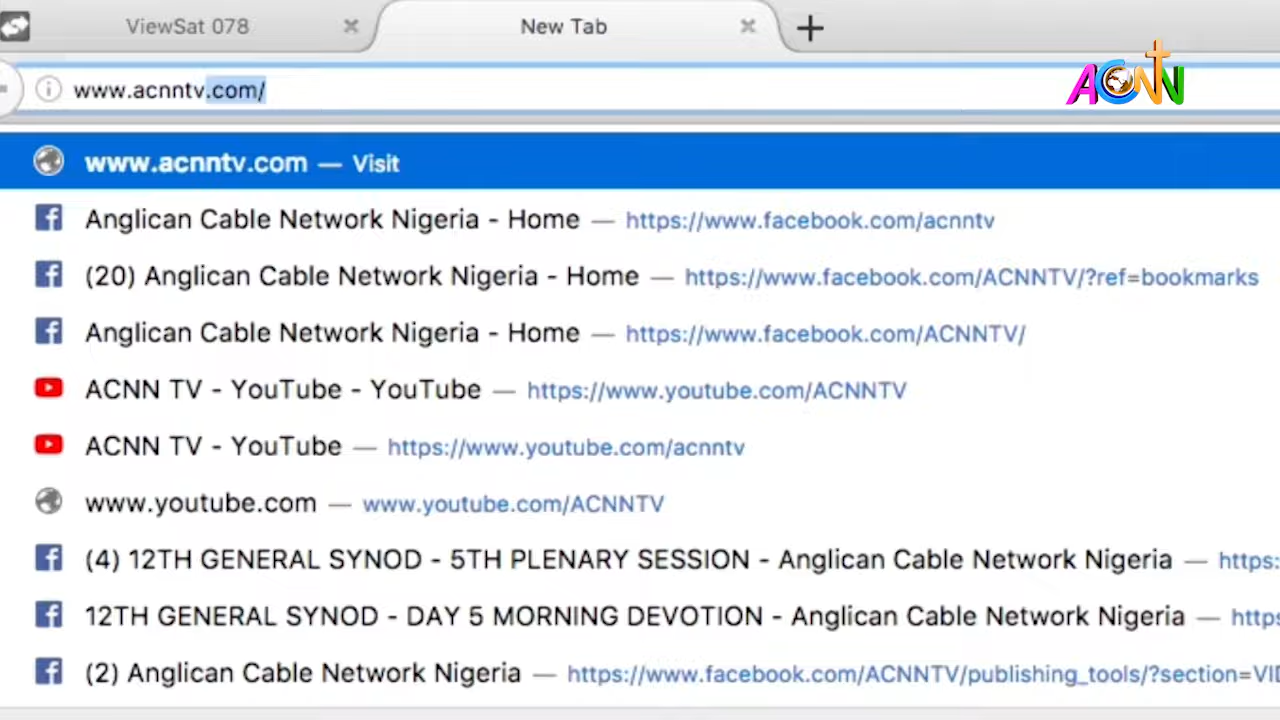 ViewSat 078
New Tab
www.acnntv.com/
ACNN
www.acnntv.com — Visit
Anglican Cable Network Nigeria - Home — https://www.facebook.com/acnntv
(20) Anglican Cable Network Nigeria - Home — https://www.facebook.com/ACNNTV/?ref=bookmarks
Anglican Cable Network Nigeria - Home — https://www.facebook.com/ACNNTV/
ACNN TV - YouTube - YouTube — https://www.youtube.com/ACNNTV
ACNN TV - YouTube — https://www.youtube.com/acnntv
www.youtube.com — www.youtube.com/ACNNTV
(4) 12TH GENERAL SYNOD - 5TH PLENARY SESSION - Anglican Cable Network Nigeria — https:
12TH GENERAL SYNOD - DAY 5 MORNING DEVOTION - Anglican Cable Network Nigeria — https
(2) Anglican Cable Network Nigeria — https://www.facebook.com/ACNNTV/publishing_tools/?section=VID